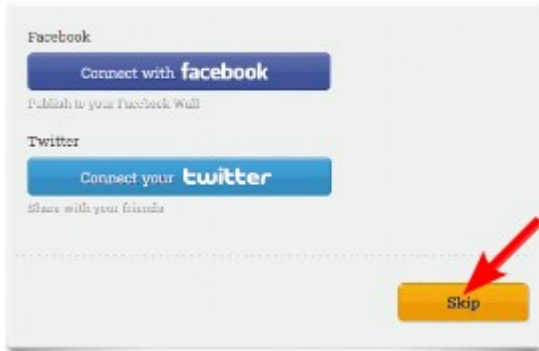 Facebook
Connect with facebook
Publish to your Facebook Wall
Twitter
Connect your twitter
Share with your friends
Skip